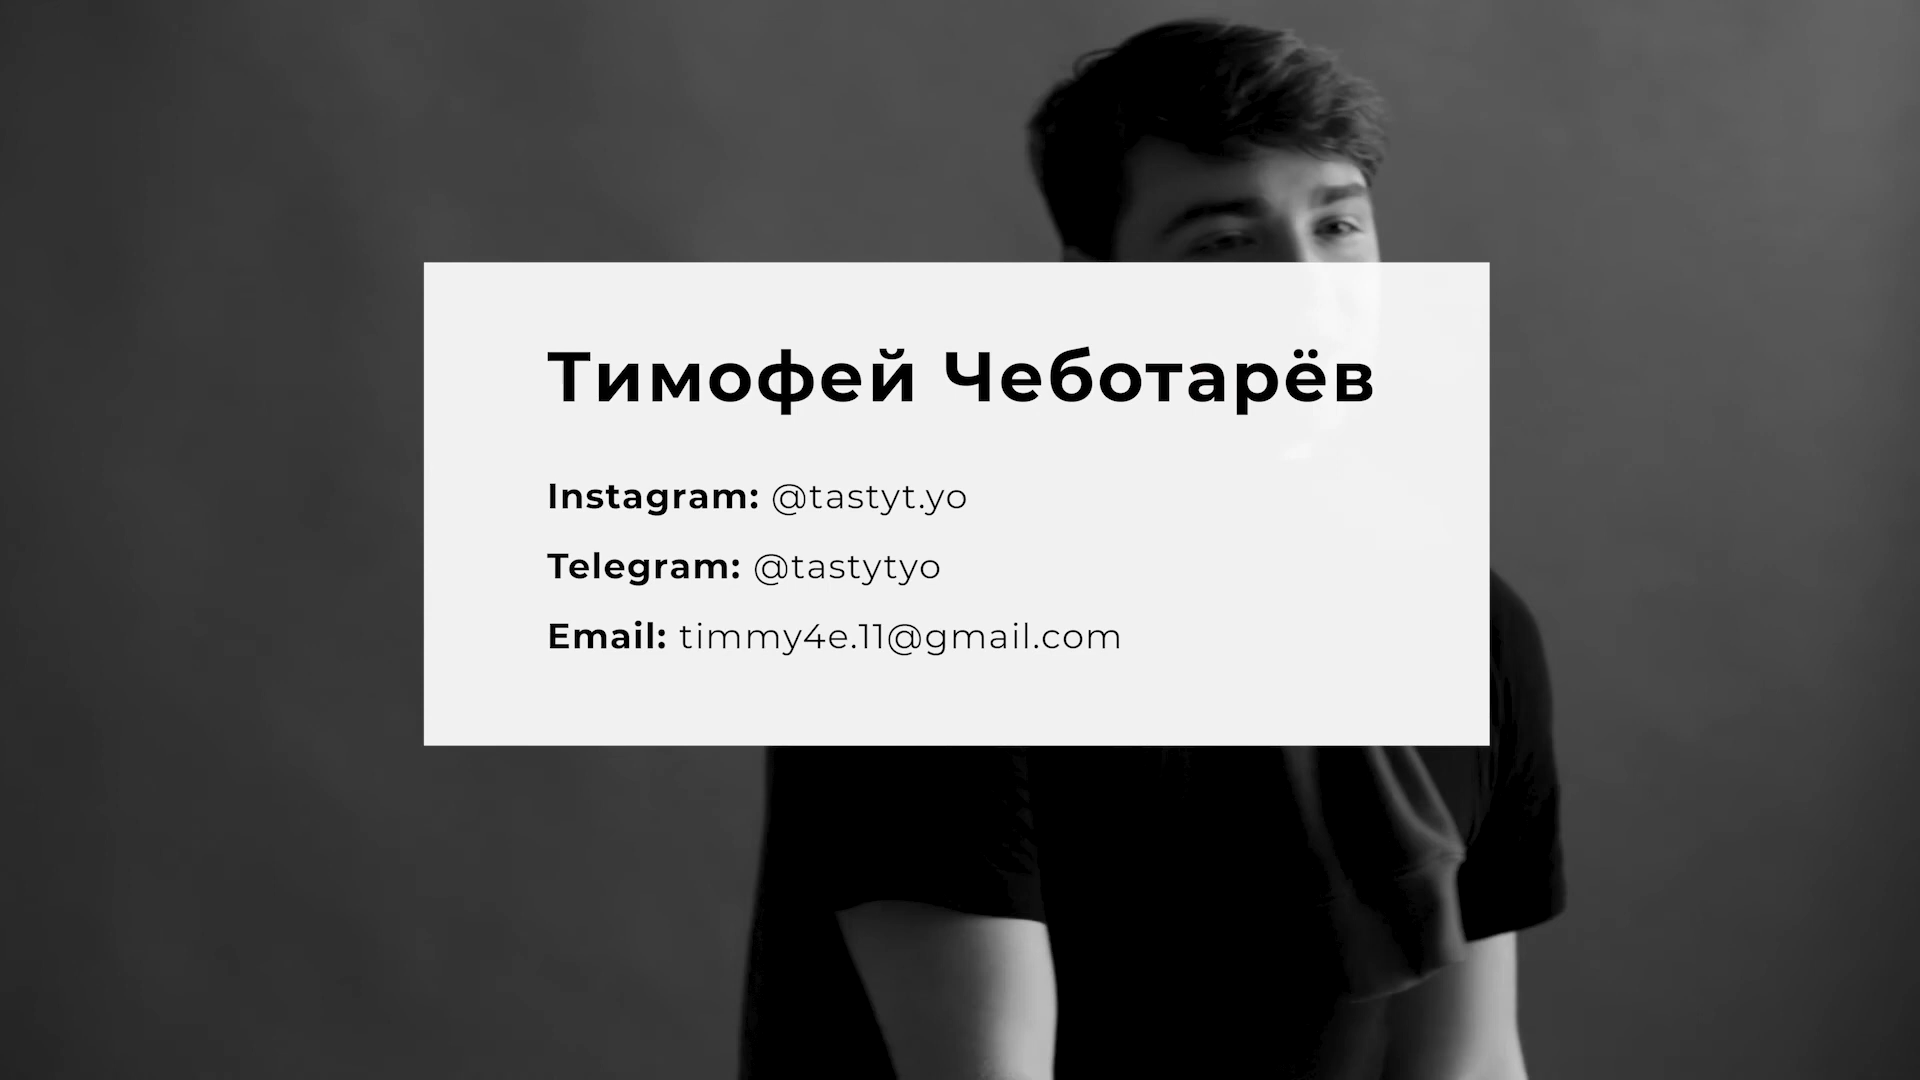 Тимофей Чеботарёв
Instagram: @tastyt.yo
Telegram: @tastytyo
Email: timmy4e.11@gmail.com